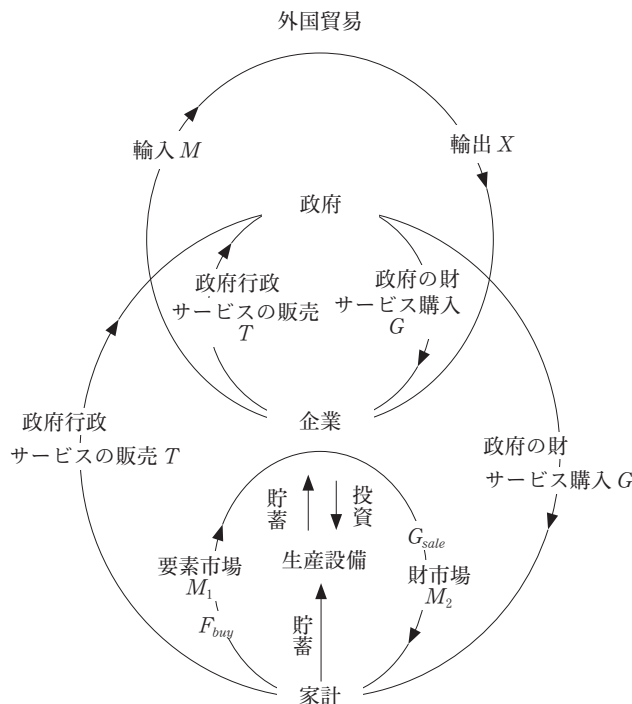 外国貿易
輸入 M
輸出 X
政府
政府行政
サービスの販売
T
政府の財
サービス購入
G
政府行政
サービスの販売 T
企業
政府の財
サービス購入 G
貯蓄
投資
G_sale
要素市場
M₁
生産設備
財市場
M₂
F_buy
貯蓄
家計